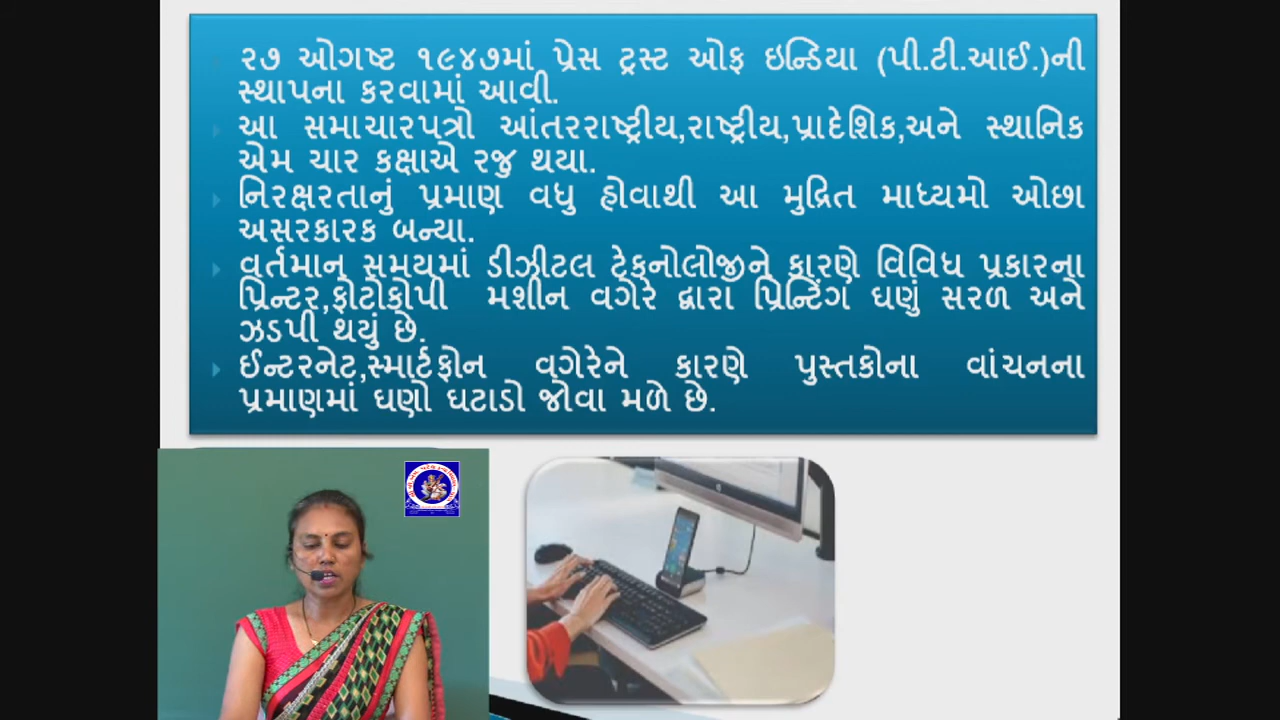 ૨૭ ઓગષ્ટ ૧૯૪૭માં પ્રેસ ટ્રસ્ટ ઓફ ઇન્ડિયા (પી.ટી.આઈ.)ની
સ્થાપના કરવામાં આવી.
આ સમાચારપત્રો આંતરરાષ્ટ્રીય,રાષ્ટ્રીય,પ્રાદેશિક,અને સ્થાનિક
એમ ચાર કક્ષાએ રજુ થયા.
નિરક્ષરતાનું પ્રમાણ વધુ હોવાથી આ મુદ્રિત માધ્યમો ઓછા
અસરકારક બન્યા.
વર્તમાન સમયમાં ડીઝીટલ ટેકનોલોજીને કારણે વિવિધ પ્રકારના
પ્રિન્ટર,ફોટોકોપી મશીન વગેરે દ્વારા પ્રિન્ટિંગ ઘણું સરળ અને
ઝડપી થયું છે.
ઈન્ટરનેટ,સ્માર્ટફોન વગેરેને કારણે પુસ્તકોના વાંચનના
પ્રમાણમાં ઘણો ઘટાડો જોવા મળે છે.